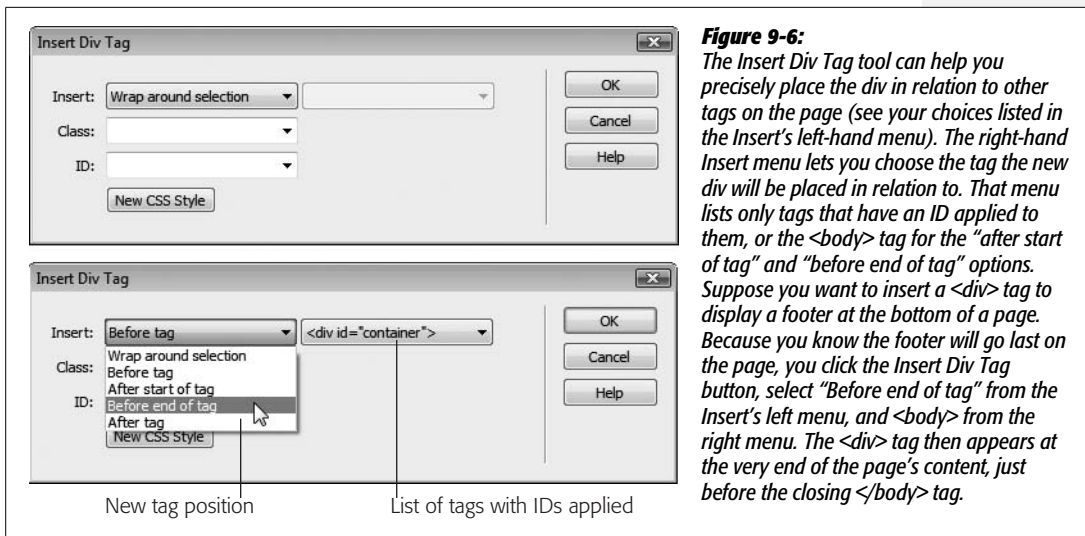 Insert Div Tag
Insert: Wrap around selection
Class:
ID:
New CSS Style
OK
Cancel
Help
Insert Div Tag
Insert: Before tag <div id="container">
Wrap around selection
Before tag
After start of tag
Before end of tag
After tag
Class:
ID:
New CSS Style
OK
Cancel
Help
New tag position
List of tags with IDs applied
Figure 9-6:
The Insert Div Tag tool can help you
precisely place the div in relation to other
tags on the page (see your choices listed in
the Insert’s left-hand menu). The right-hand
Insert menu lets you choose the tag the new
div will be placed in relation to. That menu
lists only tags that have an ID applied to
them, or the <body> tag for the “after start
of tag” and “before end of tag” options.
Suppose you want to insert a <div> tag to
display a footer at the bottom of a page.
Because you know the footer will go last on
the page, you click the Insert Div Tag
button, select “Before end of tag” from the
Insert’s left menu, and <body> from the
right menu. The <div> tag then appears at
the very end of the page’s content, just
before the closing </body> tag.